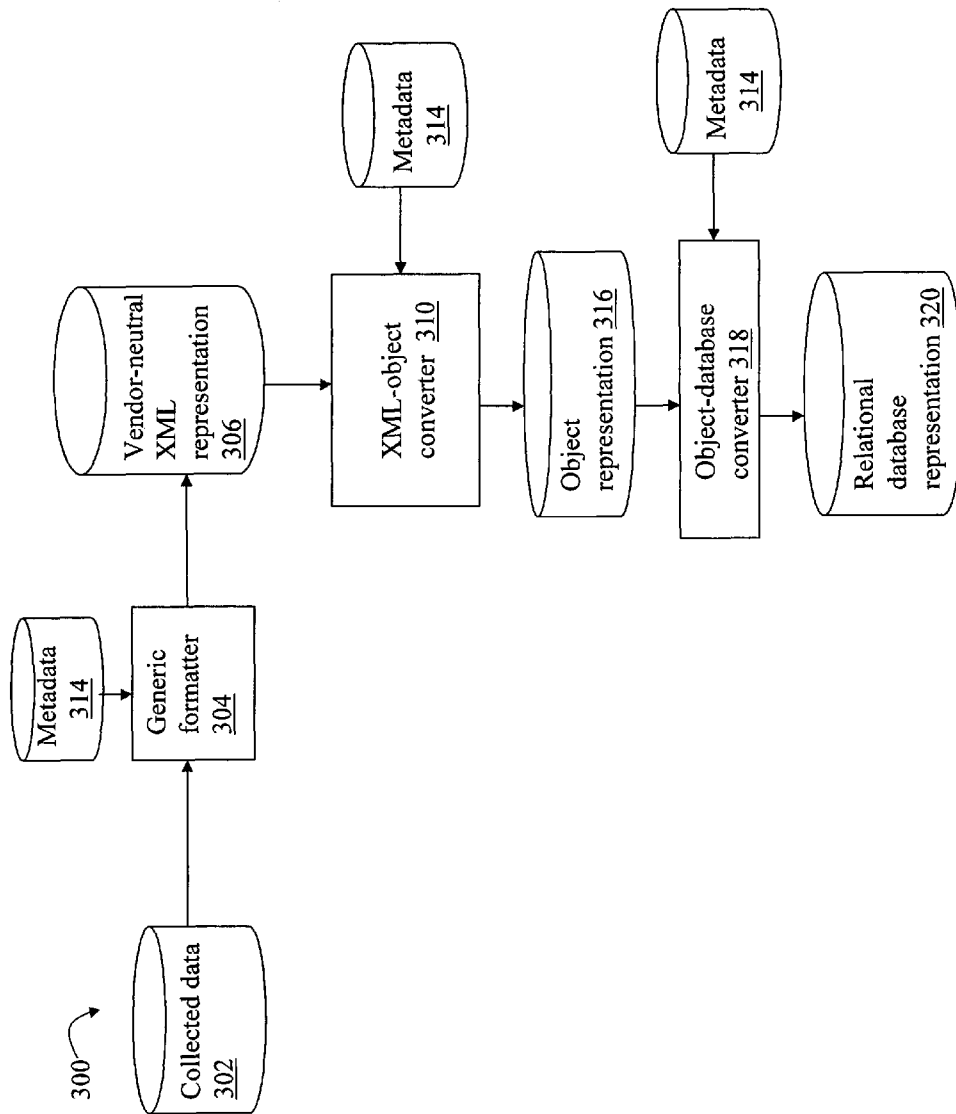 300
Collected data
302
Metadata
314
Generic
formatter
304
Vendor-neutral
XML
representation
306
Metadata
314
XML-object
converter 310
Object
representation 316
Metadata
314
Object-database
converter 318
Relational
database
representation 320